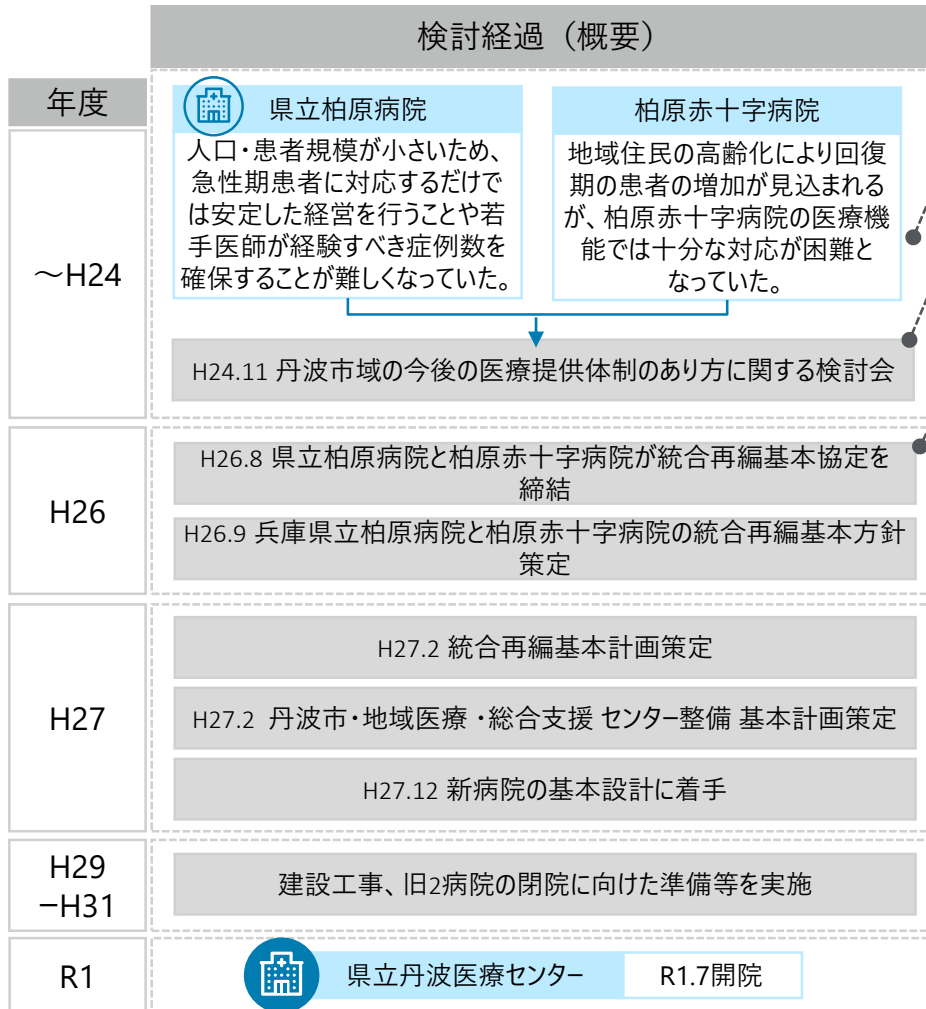 検討経過（概要）
年度
～H24
県立柏原病院
人口・患者規模が小さいため、
急性期患者に対応するだけで
は安定した経営を行うことや若
手医師が経験すべき症例数を
確保することが難しくなっていた。
柏原赤十字病院
地域住民の高齢化により回復
期の患者の増加が見込まれる
が、柏原赤十字病院の医療機
能では十分な対応が困難と
なっていた。
H24.11 丹波市域の今後の医療提供体制のあり方に関する検討会
H26
H26.8 県立柏原病院と柏原赤十字病院が統合再編基本協定を
締結
H26.9 兵庫県立柏原病院と柏原赤十字病院の統合再編基本方針
策定
H27
H27.2 統合再編基本計画策定
H27.2 丹波市・地域医療 ・総合支援 センター整備 基本計画策定
H27.12 新病院の基本設計に着手
H29
－H31
建設工事、旧2病院の閉院に向けた準備等を実施
R1
県立丹波医療センター
R1.7開院